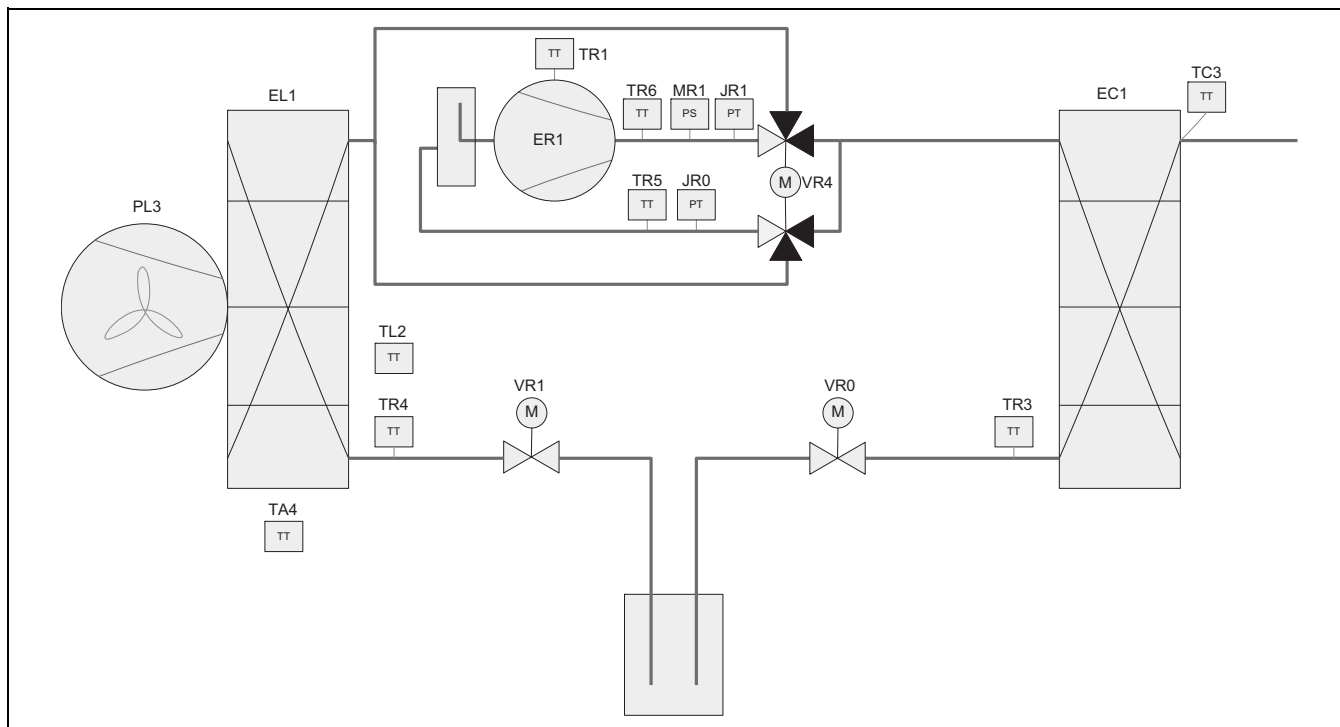 TT TR1
TC3
TT
EL1
TR6 MR1 JR1
EC1
TT PS PT
ER1
TR5 JR0
M VR4
TT PT
PL3
TL2
TT
VR1
VR0
TR4
M
M
TR3
TT
TT
TA4
TT